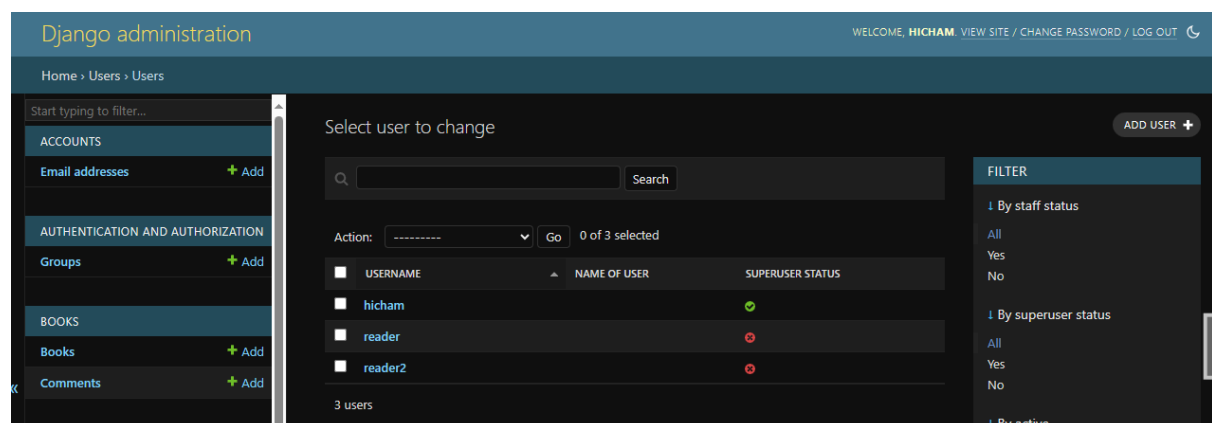 Django administration
WELCOME, HICHAM. VIEW SITE / CHANGE PASSWORD / LOG OUT
Home › Users › Users
Start typing to filter...
ACCOUNTS
Email addresses + Add
AUTHENTICATION AND AUTHORIZATION
Groups + Add
BOOKS
Books + Add
Comments + Add
«
Select user to change
ADD USER +
Search
Action: --------- Go 0 of 3 selected
USERNAME NAME OF USER SUPERUSER STATUS
hicham
reader
reader2
3 users
FILTER
↓ By staff status
All
Yes
No
↓ By superuser status
All
Yes
No
↓ By active